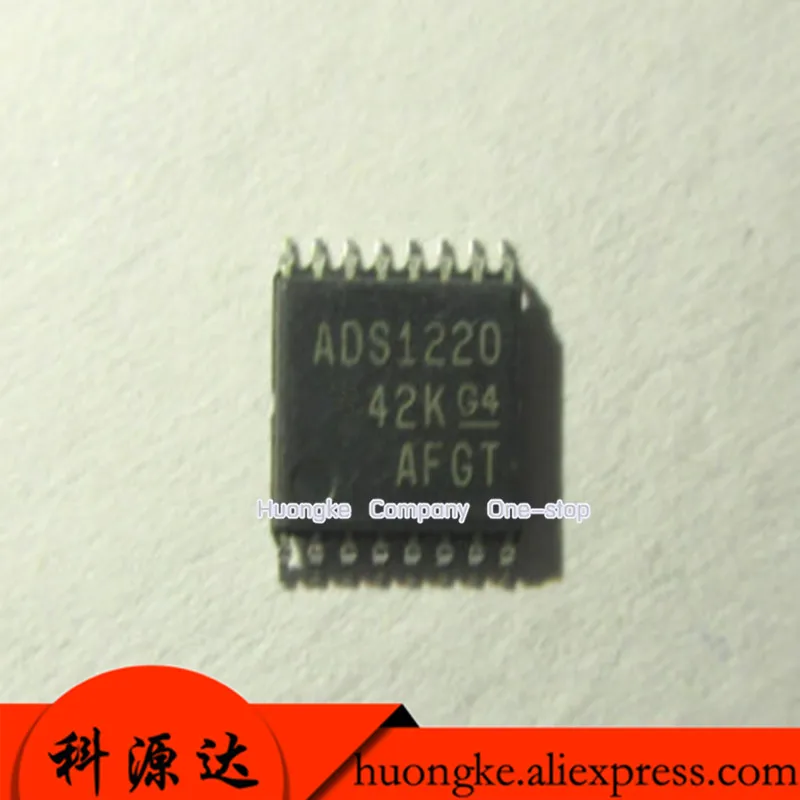 ADS1220
42K G4
AFGT
Huongke Company One-stop
科源达
huongke.aliexpress.com